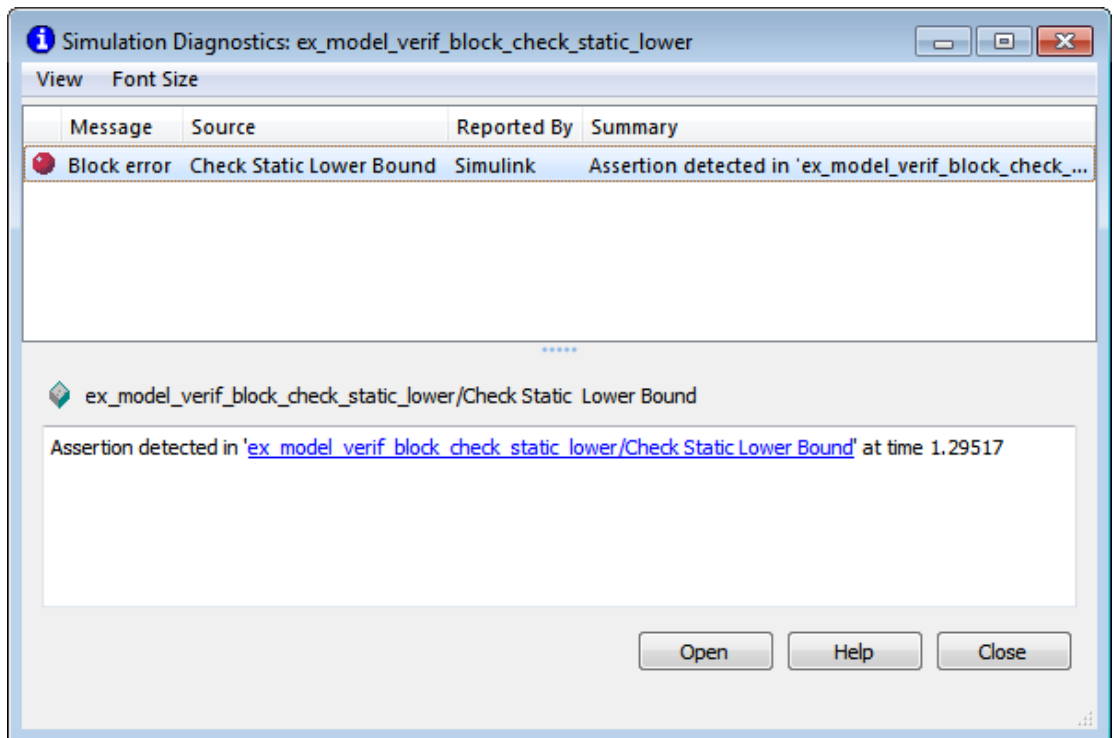 Simulation Diagnostics: ex_model_verif_block_check_static_lower
View Font Size
Message Source Reported By Summary
Block error Check Static Lower Bound Simulink Assertion detected in 'ex_model_verif_block_check_...
ex_model_verif_block_check_static_lower/Check Static Lower Bound
Assertion detected in 'ex_model_verif_block_check_static_lower/Check Static Lower Bound' at time 1.29517
Open Help Close